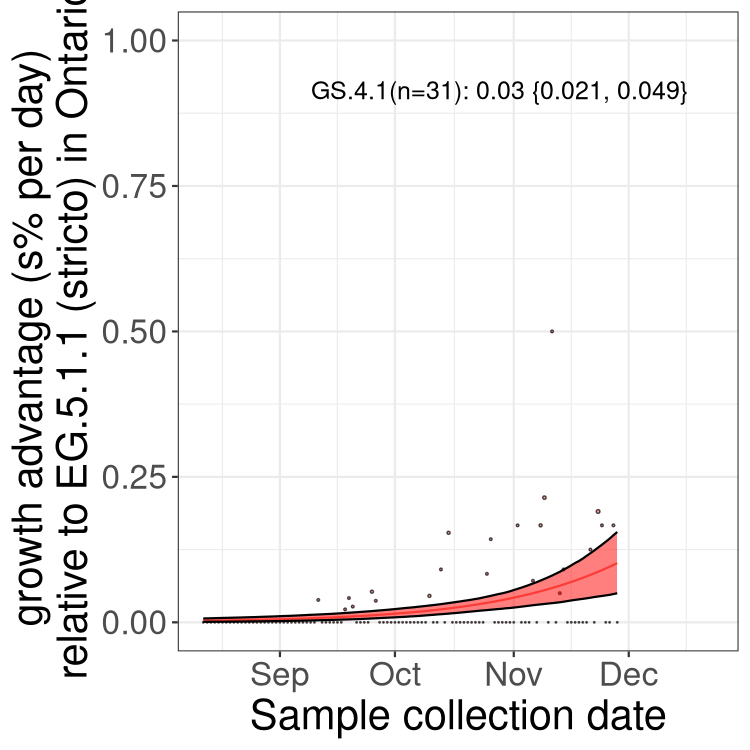 growth advantage (s% per day)
relative to EG.5.1.1 (stricto) in Ontario
1.00
0.75
0.50
0.25
0.00
GS.4.1(n=31): 0.03 {0.021, 0.049}
Sep Oct Nov Dec
Sample collection date